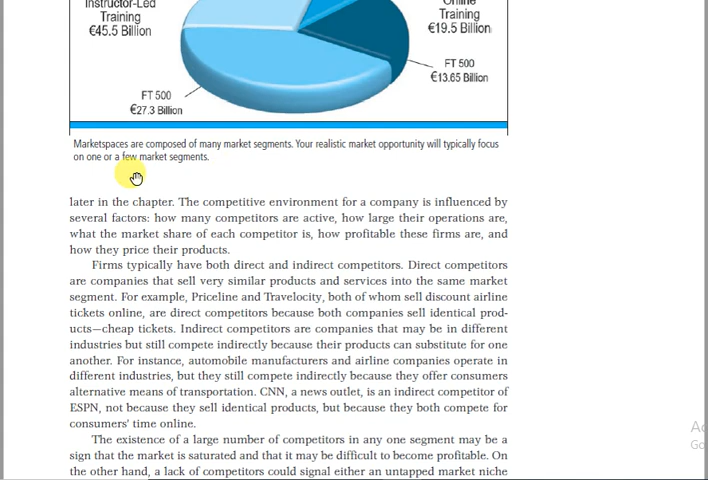 Instructor-Led
Training
€45.5 Billion
Online
Training
€19.5 Billion
FT 500
€13.65 Billion
FT 500
€27.3 Billion
Marketspaces are composed of many market segments. Your realistic market opportunity will typically focus
on one or a few market segments.
later in the chapter. The competitive environment for a company is influenced by
several factors: how many competitors are active, how large their operations are,
what the market share of each competitor is, how profitable these firms are, and
how they price their products.
Firms typically have both direct and indirect competitors. Direct competitors
are companies that sell very similar products and services into the same market
segment. For example, Priceline and Travelocity, both of whom sell discount airline
tickets online, are direct competitors because both companies sell identical prod-
ucts—cheap tickets. Indirect competitors are companies that may be in different
industries but still compete indirectly because their products can substitute for one
another. For instance, automobile manufacturers and airline companies operate in
different industries, but they still compete indirectly because they offer consumers
alternative means of transportation. CNN, a news outlet, is an indirect competitor of
ESPN, not because they sell identical products, but because they both compete for
consumers' time online.
The existence of a large number of competitors in any one segment may be a
sign that the market is saturated and that it may be difficult to become profitable. On
the other hand, a lack of competitors could signal either an untapped market niche